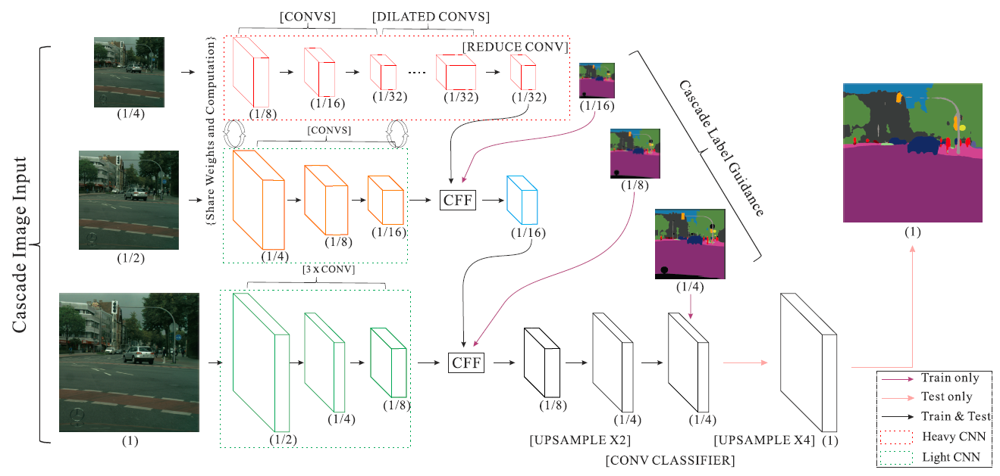 [CONVS]
[DILATED CONVS]
[REDUCE CONV]
(1/4)
{Share Weights and Computation}
(1/8)
(1/16)
(1/32)
(1/32)
(1/32)
(1/16)
Cascade Label Guidance
Cascade Image Input
[CONVS]
(1/2)
(1/4)
(1/8)
(1/16)
CFF
(1/16)
(1/8)
(1/4)
(1)
[3 x CONV]
(1)
(1/2)
(1/4)
(1/8)
CFF
(1/8)
(1/4)
(1/4)
(1)
[UPSAMPLE X2]
[CONV CLASSIFIER]
[UPSAMPLE X4]
Train only
Test only
Train & Test
Heavy CNN
Light CNN